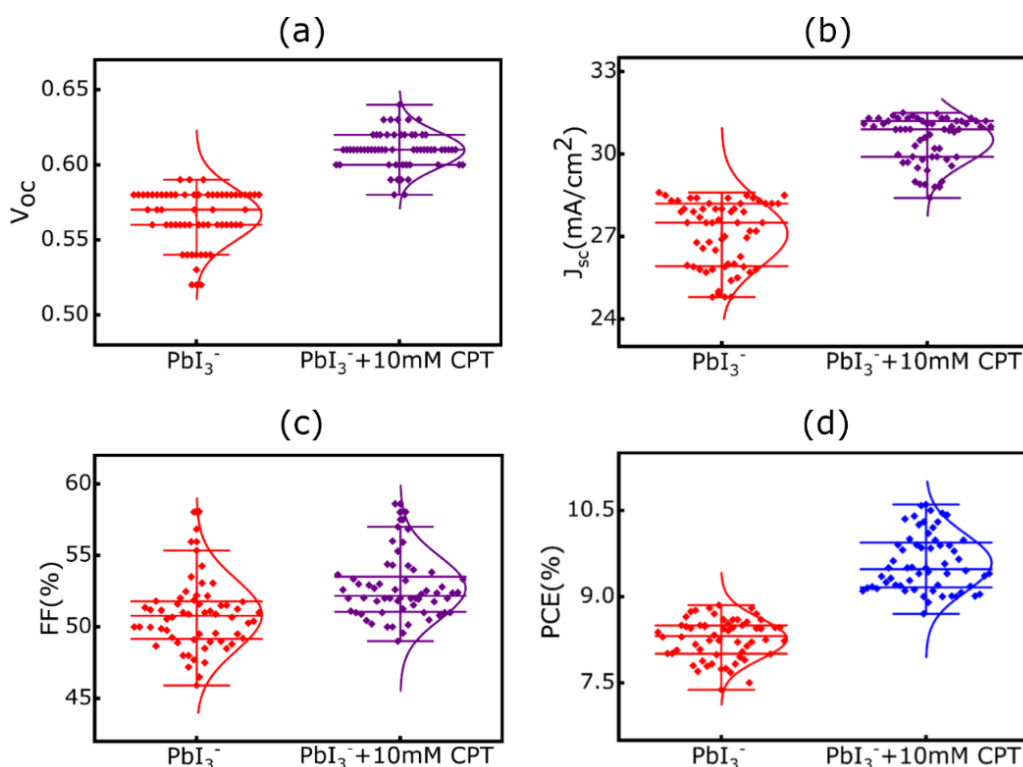 (a)
V_OC
0.65
0.60
0.55
0.50
PbI₃⁻
PbI₃⁻+10mM CPT
(b)
J_sc(mA/cm²)
33
30
27
24
PbI₃⁻
PbI₃⁻+10mM CPT
(c)
FF(%)
60
55
50
45
PbI₃⁻
PbI₃⁻+10mM CPT
(d)
PCE(%)
10.5
9.0
7.5
PbI₃⁻
PbI₃⁻+10mM CPT